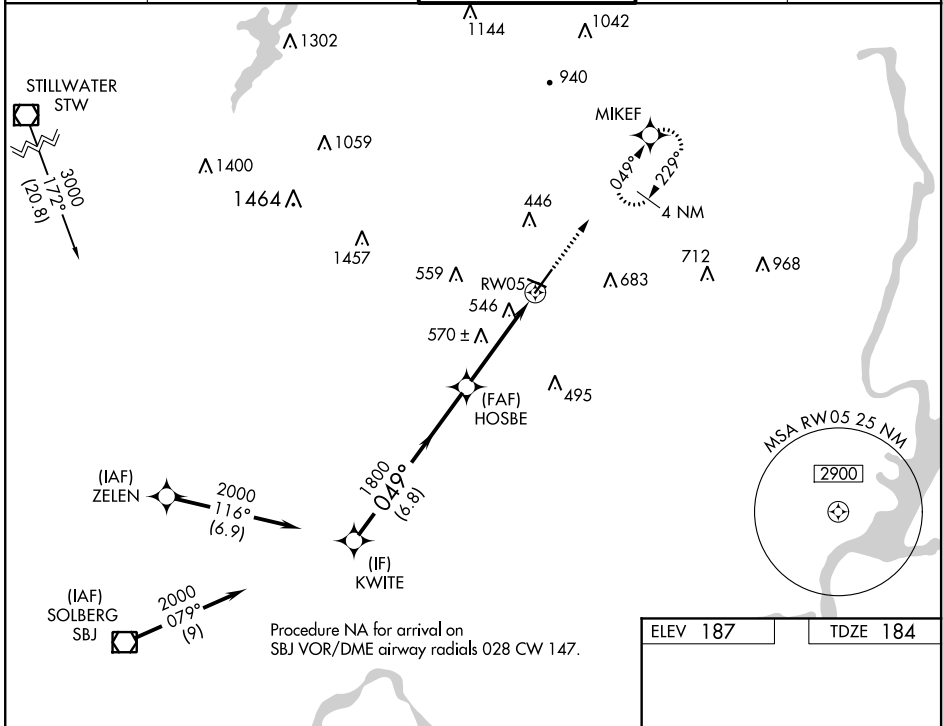 1144
1042
1302
940
STILLWATER
STW
MIKEF
1059
1400
3000
172°
(20.8)
1464
049°
229°
4 NM
446
1457
559
RW05
683
712
968
546
570 ±
495
(FAF)
HOSBE
MSA RW05 25 NM
2900
1800
049°
(6.8)
(IAF)
ZELEN
2000
116°
(6.9)
(IF)
KWITE
(IAF)
SOLBERG
SBJ
2000
079°
(9)
Procedure NA for arrival on
SBJ VOR/DME airway radials 028 CW 147.
ELEV 187
TDZE 184